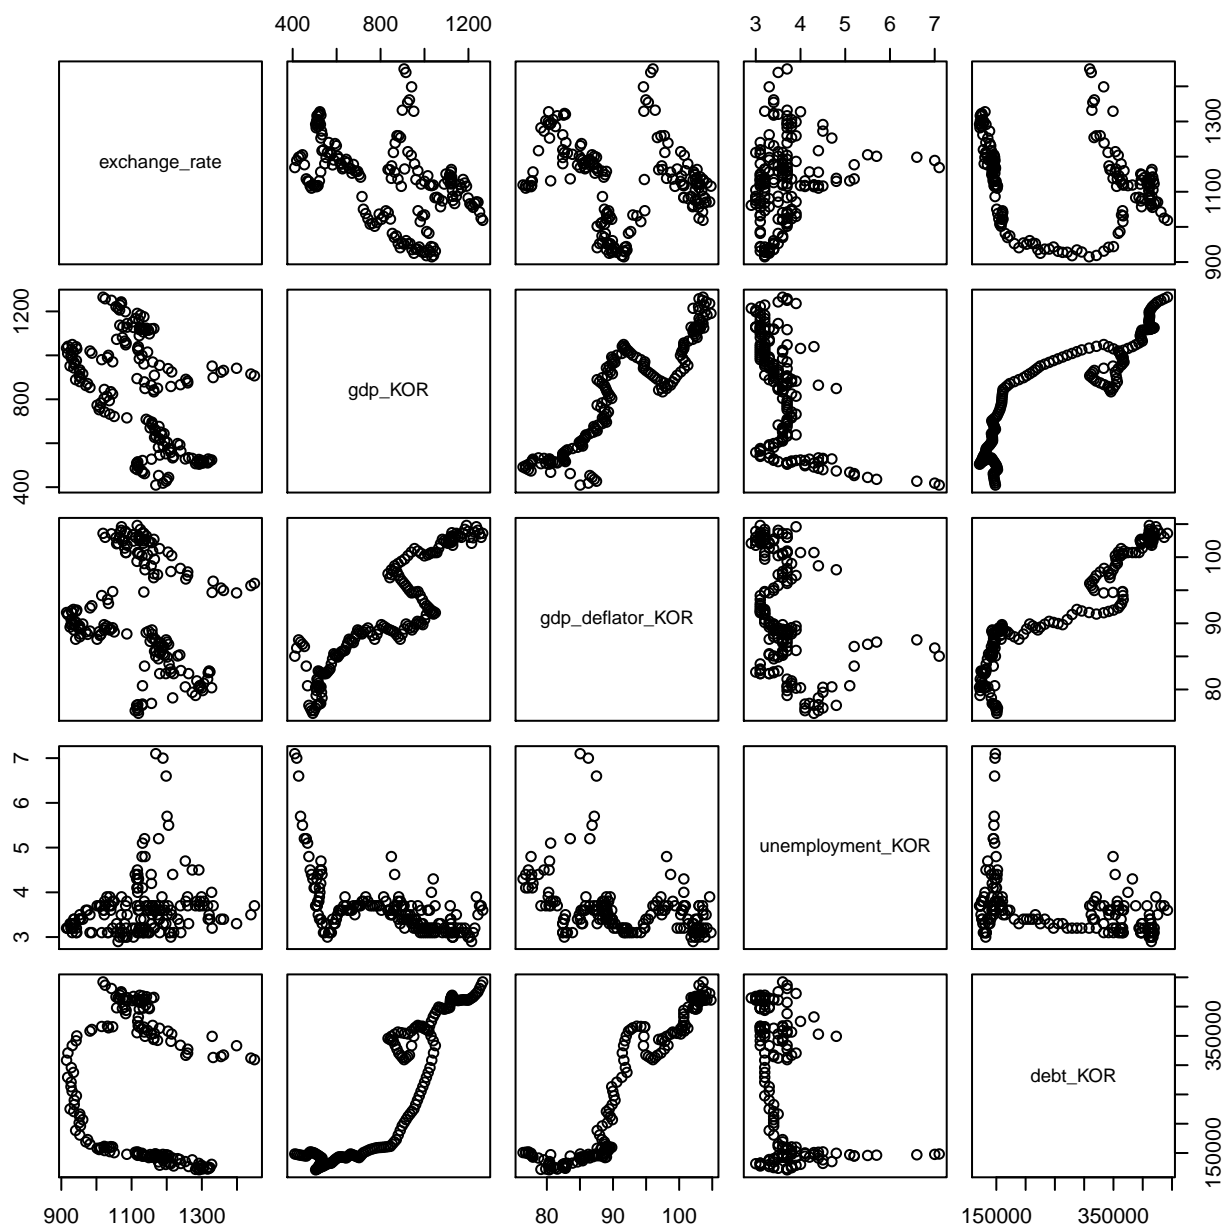 400 800 1200 3 4 5 6 7
exchange_rate
900 1100 1300
400 800 1200
gdp_KOR
gdp_deflator_KOR
80 90 100
3 4 5 6 7
unemployment_KOR
debt_KOR
150000 350000
900 1100 1300 80 90 100 150000 350000